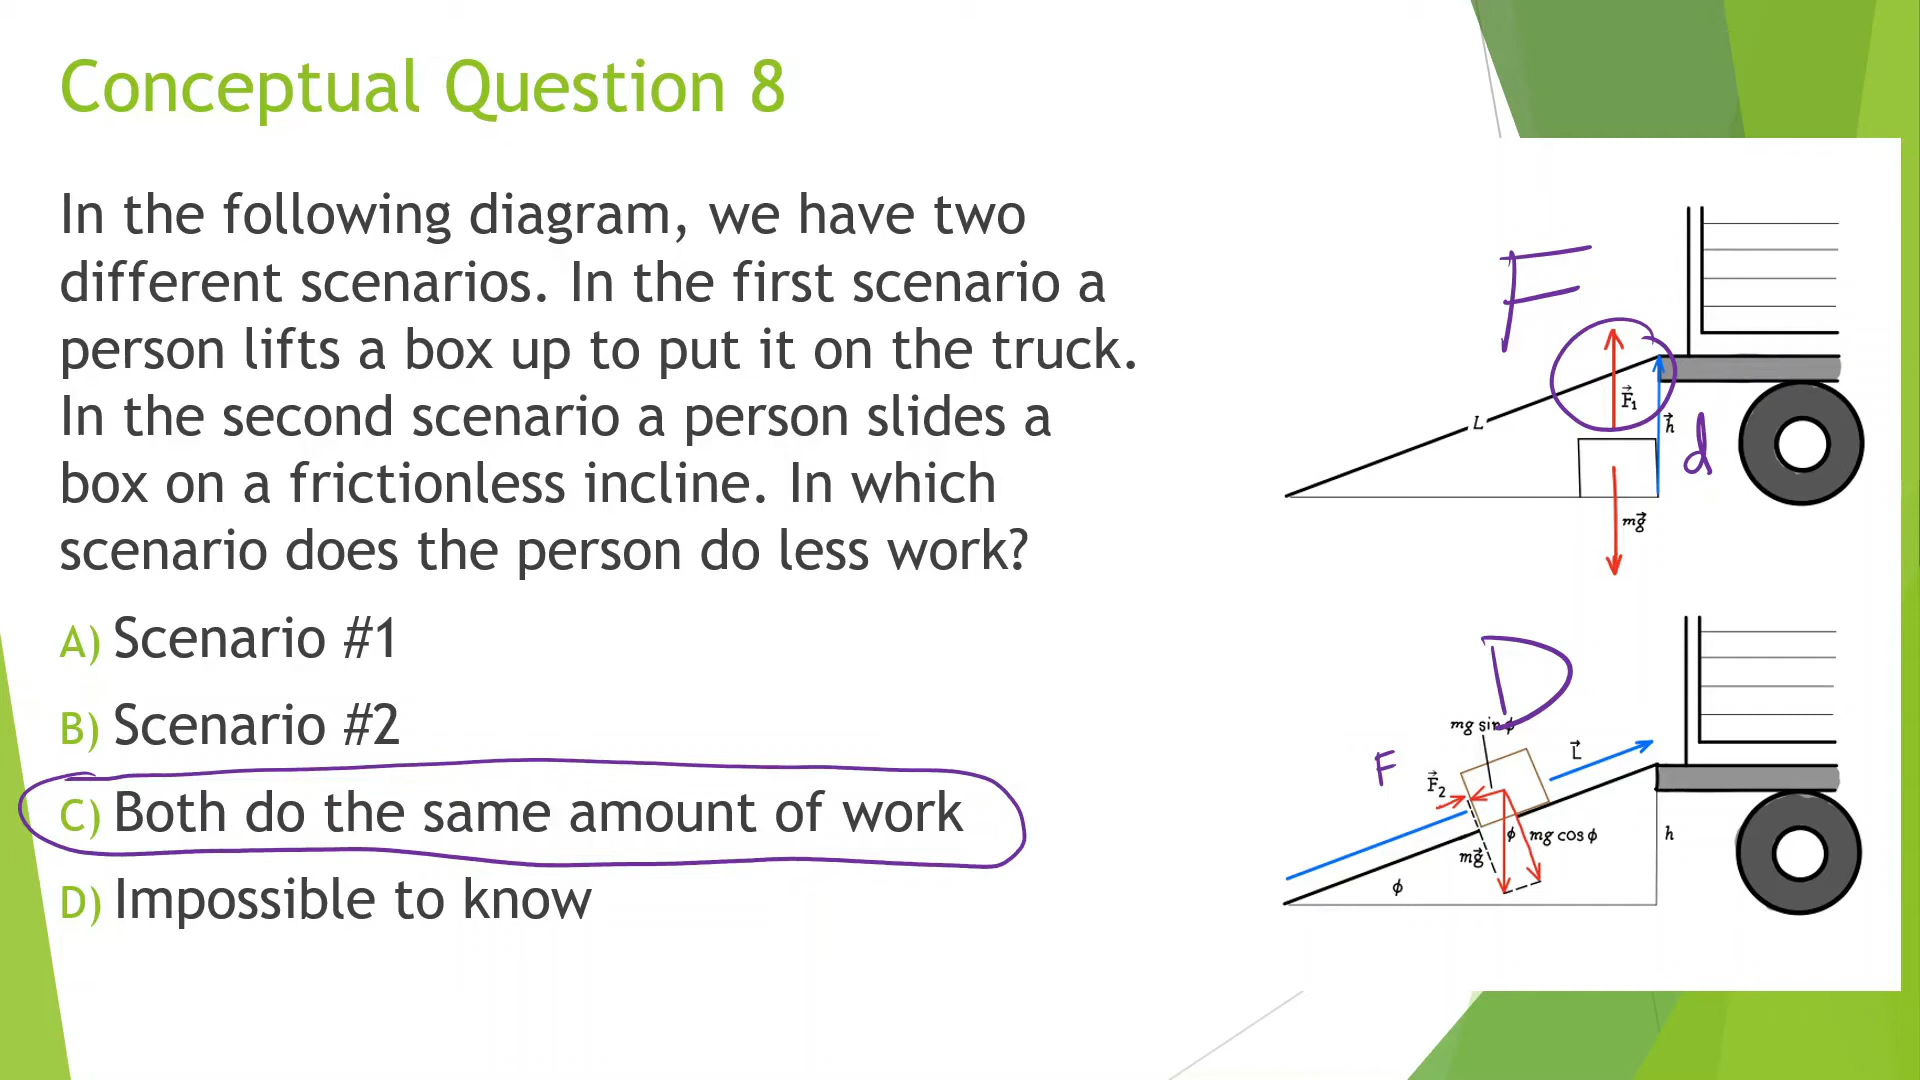 Conceptual Question 8
In the following diagram, we have two
different scenarios. In the first scenario a
person lifts a box up to put it on the truck.
In the second scenario a person slides a
box on a frictionless incline. In which
scenario does the person do less work?
A) Scenario #1
B) Scenario #2
C) Both do the same amount of work
D) Impossible to know
F
F⃗₁
L
h⃗
d
mg⃗
D
mg sin ϕ
L⃗
F
F⃗₂
ϕ
mg cos ϕ
h
mg⃗
ϕ